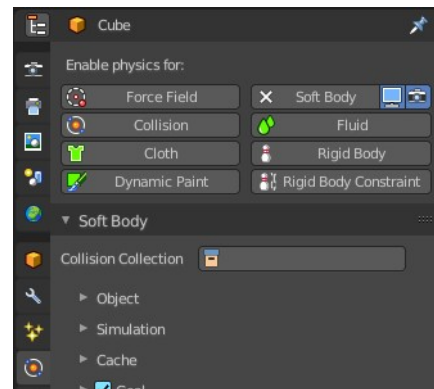 Cube
Enable physics for:
Force Field
Soft Body
Collision
Fluid
Cloth
Rigid Body
Dynamic Paint
Rigid Body Constraint
Soft Body
Collision Collection
Object
Simulation
Cache